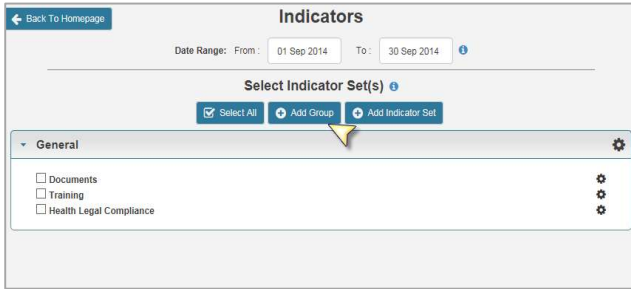 Back To Homepage
Indicators
Date Range: From : 01 Sep 2014 To : 30 Sep 2014
Select Indicator Set(s)
Select All Add Group Add Indicator Set
General
Documents
Training
Health Legal Compliance